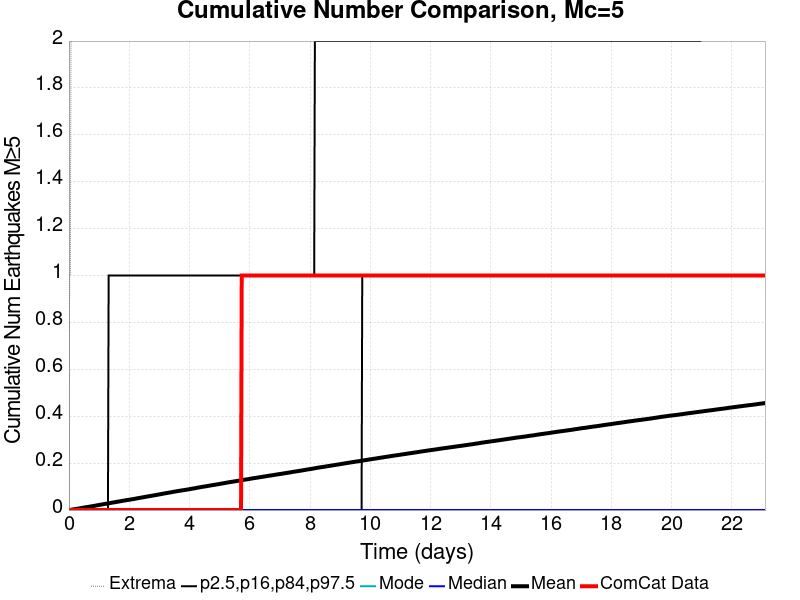 Cumulative Number Comparison, Mc=5
Cumulative Num Earthquakes M≥5
2
1.8
1.6
1.4
1.2
1
0.8
0.6
0.4
0.2
0
0 2 4 6 8 10 12 14 16 18 20 22
Time (days)
Extrema p2.5,p16,p84,p97.5 Mode Median Mean ComCat Data